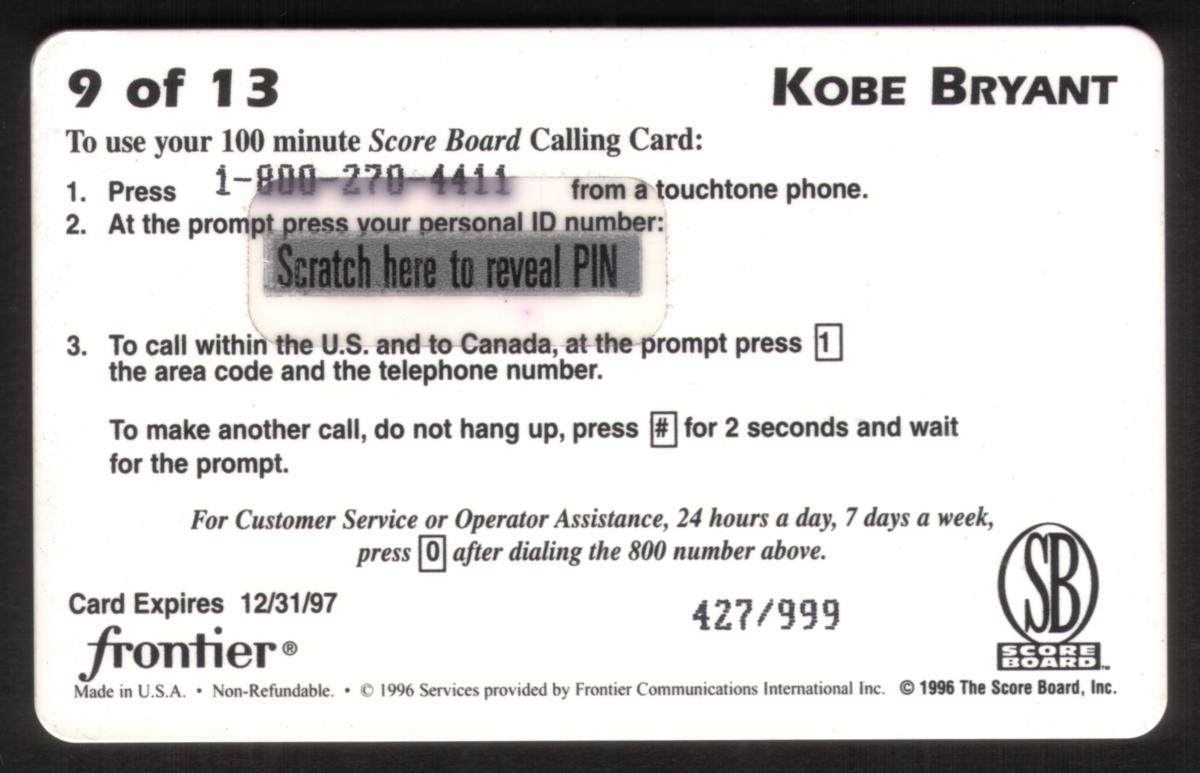 9 of 13
KOBE BRYANT
To use your 100 minute Score Board Calling Card:
1. Press 1-800-270-4411 from a touchtone phone.
2. At the prompt press your personal ID number:
Scratch here to reveal PIN
3. To call within the U.S. and to Canada, at the prompt press 1
the area code and the telephone number.
To make another call, do not hang up, press # for 2 seconds and wait
for the prompt.
For Customer Service or Operator Assistance, 24 hours a day, 7 days a week,
press 0 after dialing the 800 number above.
Card Expires 12/31/97
427/999
frontier®
SB
SCORE
BOARD™
Made in U.S.A. • Non-Refundable. • © 1996 Services provided by Frontier Communications International Inc. © 1996 The Score Board, Inc.